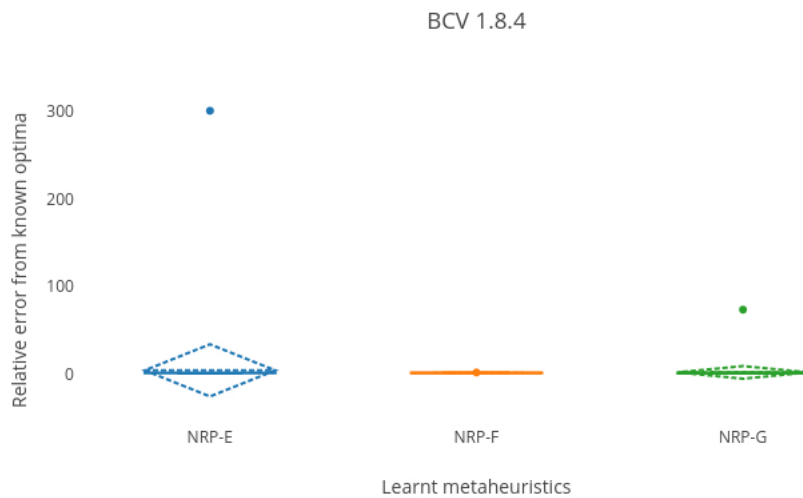 BCV 1.8.4
Relative error from known optima
300
200
100
0
NRP-E
NRP-F
NRP-G
Learnt metaheuristics